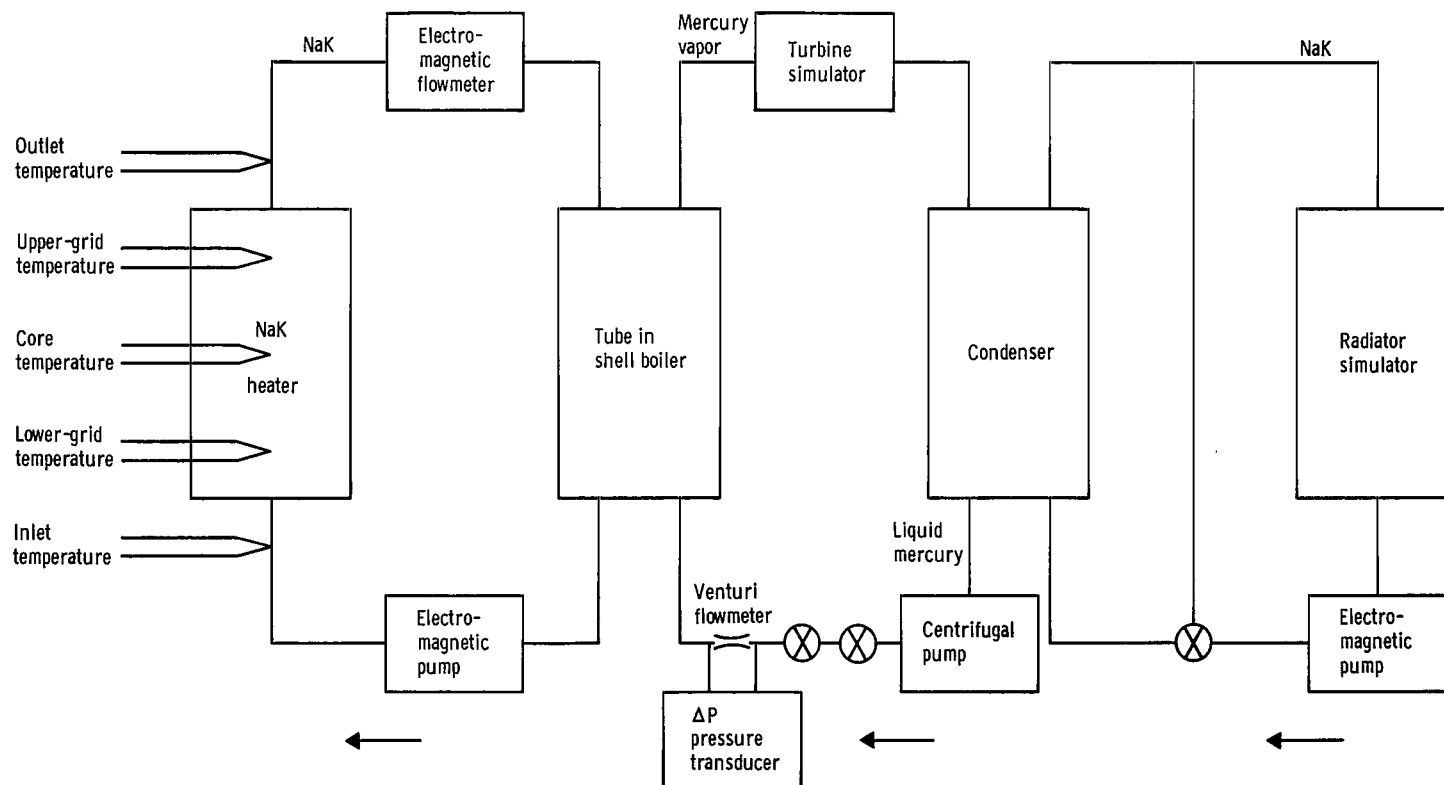 NaK
Electro-
magnetic
flowmeter
Mercury
vapor
Turbine
simulator
NaK
Outlet
temperature
Upper-grid
temperature
Core
temperature
NaK
heater
Lower-grid
temperature
Inlet
temperature
Tube in
shell boiler
Condenser
Radiator
simulator
Electro-
magnetic
pump
Venturi
flowmeter
Liquid
mercury
Centrifugal
pump
Electro-
magnetic
pump
ΔP
pressure
transducer